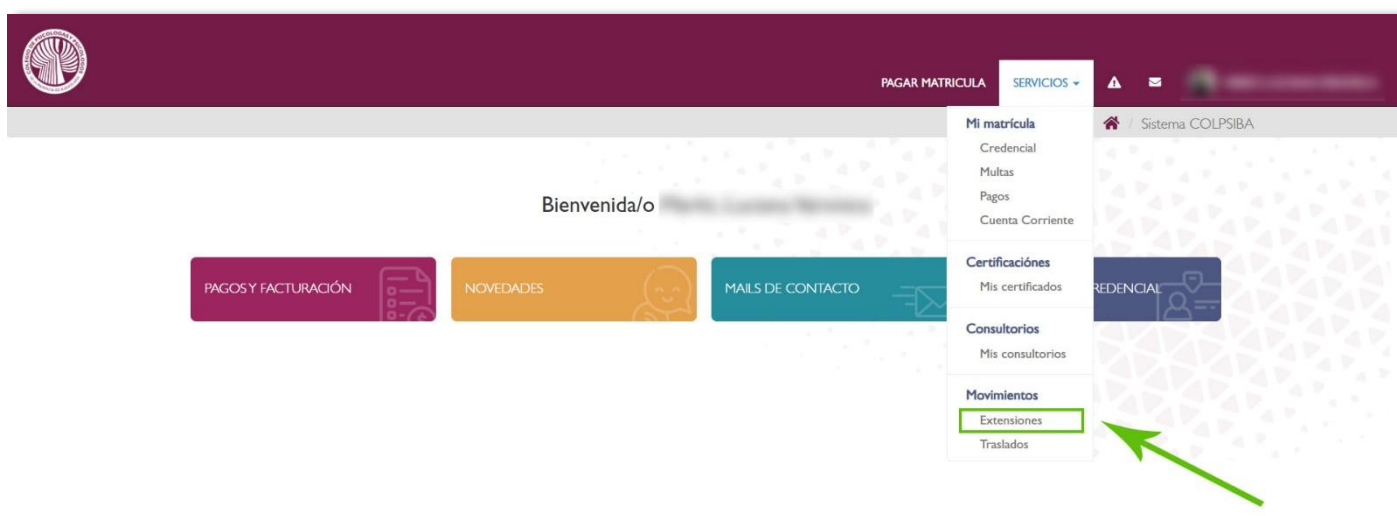 PAGAR MATRICULA SERVICIOS
Sistema COLPSIBA
Mi matrícula
Credencial
Multas
Pagos
Cuenta Corriente
Certificaciónes
Mis certificados
Consultorios
Mis consultorios
Movimientos
Extensiones
Traslados
Bienvenida/o
PAGOS Y FACTURACIÓN
NOVEDADES
MAILS DE CONTACTO
REDENCIAL